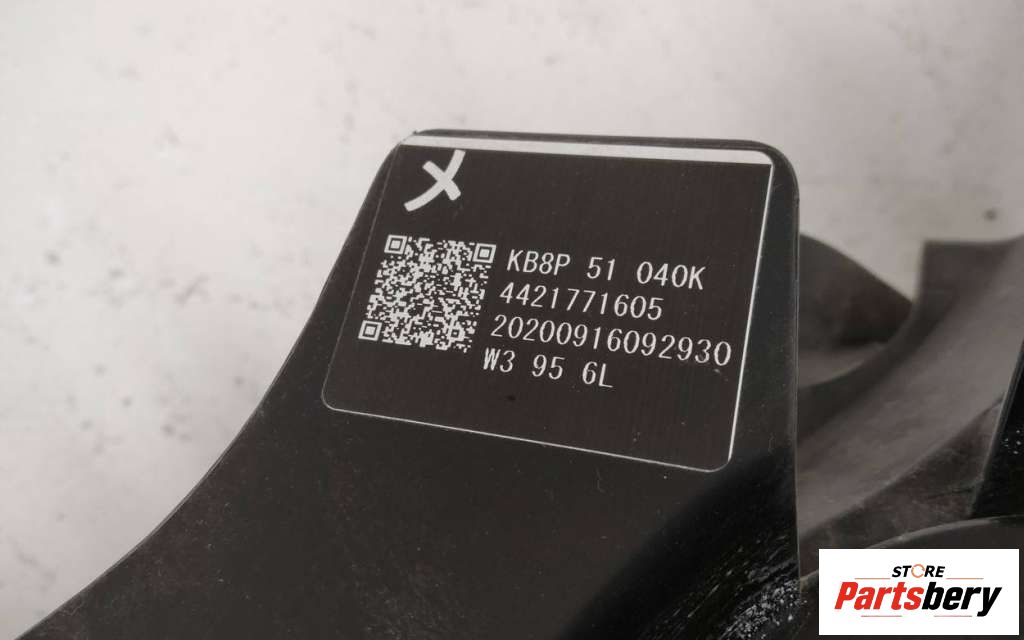 KB8P 51 040K
4421771605
20200916092930
W3 95 6L
STORE
Partsbery